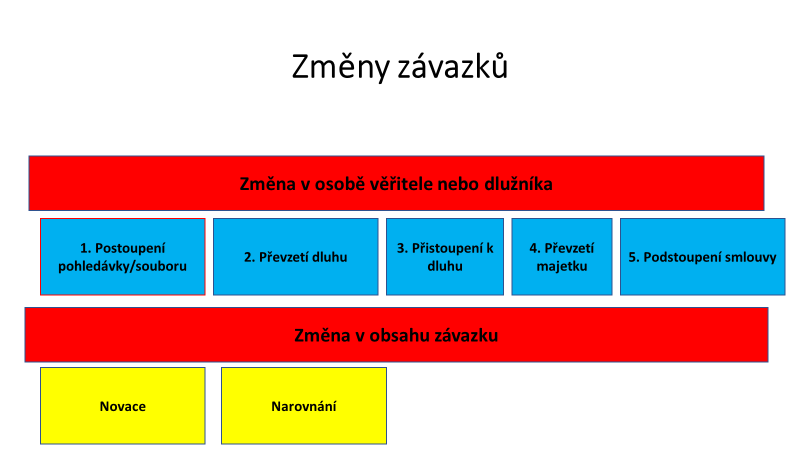 Změny závazků
Změna v osobě věřitele nebo dlužníka
1. Postoupení
pohledávky/souboru
2. Převzetí dluhu
3. Přistoupení k
dluhu
4. Převzetí
majetku
5. Podstoupení smlouvy
Změna v obsahu závazku
Novace
Narovnání